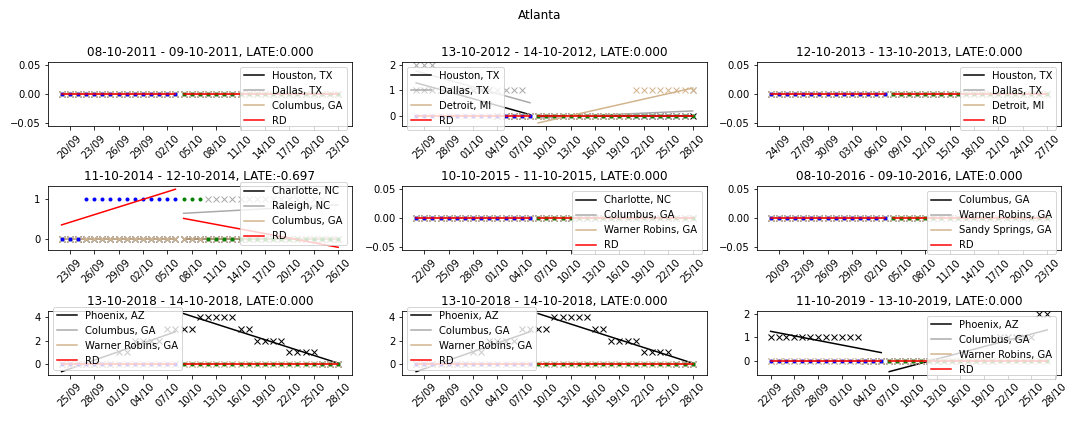 Atlanta
08-10-2011 - 09-10-2011, LATE:0.000
0.05
0.00
−0.05
Houston, TX
Dallas, TX
Columbus, GA
RD
20/09 23/09 26/09 29/09 02/10 05/10 08/10 11/10 14/10 17/10 20/10 23/10
13-10-2012 - 14-10-2012, LATE:0.000
2
1
0
Houston, TX
Dallas, TX
Detroit, MI
RD
25/09 28/09 01/10 04/10 07/10 10/10 13/10 16/10 19/10 22/10 25/10 28/10
12-10-2013 - 13-10-2013, LATE:0.000
0.05
0.00
−0.05
Houston, TX
Dallas, TX
Detroit, MI
RD
24/09 27/09 30/09 03/10 06/10 09/10 12/10 15/10 18/10 21/10 24/10 27/10
11-10-2014 - 12-10-2014, LATE:-0.697
1
0
Charlotte, NC
Raleigh, NC
Columbus, GA
RD
23/09 26/09 29/09 02/10 05/10 08/10 11/10 14/10 17/10 20/10 23/10 26/10
10-10-2015 - 11-10-2015, LATE:0.000
0.05
0.00
−0.05
Charlotte, NC
Columbus, GA
Warner Robins, GA
RD
22/09 25/09 28/09 01/10 04/10 07/10 10/10 13/10 16/10 19/10 22/10 25/10
08-10-2016 - 09-10-2016, LATE:0.000
0.05
0.00
−0.05
Columbus, GA
Warner Robins, GA
Sandy Springs, GA
RD
20/09 23/09 26/09 29/09 02/10 05/10 08/10 11/10 14/10 17/10 20/10 23/10
13-10-2018 - 14-10-2018, LATE:0.000
4
2
0
Phoenix, AZ
Columbus, GA
Warner Robins, GA
RD
25/09 28/09 01/10 04/10 07/10 10/10 13/10 16/10 19/10 22/10 25/10 28/10
13-10-2018 - 14-10-2018, LATE:0.000
4
2
0
Phoenix, AZ
Columbus, GA
Warner Robins, GA
RD
25/09 28/09 01/10 04/10 07/10 10/10 13/10 16/10 19/10 22/10 25/10 28/10
11-10-2019 - 13-10-2019, LATE:0.000
2
1
0
Phoenix, AZ
Columbus, GA
Warner Robins, GA
RD
22/09 25/09 28/09 01/10 04/10 07/10 10/10 13/10 16/10 19/10 22/10 25/10 28/10